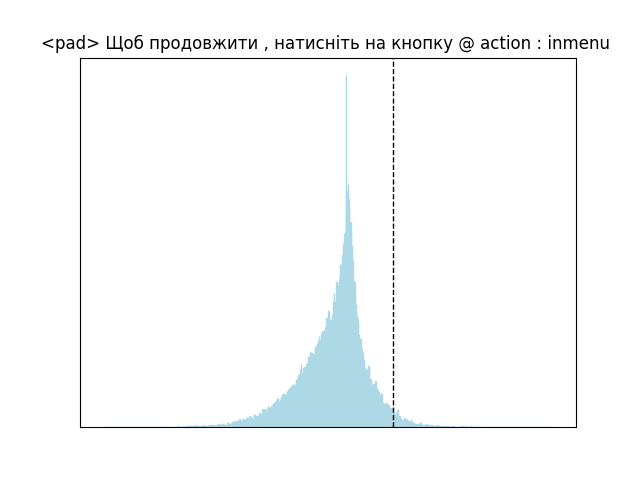 <pad> Щоб продовжити , натисніть на кнопку @ action : inmenu